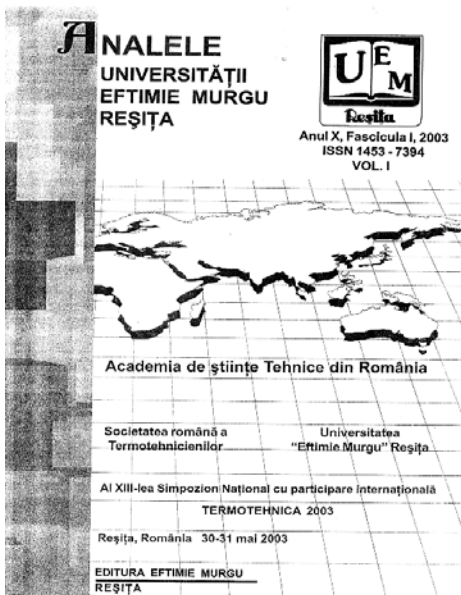 ANALELE
UNIVERSITĂȚII
EFTIMIE MURGU
REȘIȚA
U E M
Reşita
Anul X, Fascicula I, 2003
ISSN 1453 - 7394
VOL. I
Academia de științe Tehnice din România
Societatea română a
Termotehnicienilor
Universitatea
"Eftimie Murgu" Reșița
Al XIII-lea Simpozion Național cu participare internațională
TERMOTEHNICA 2003
Reșița, România 30-31 mai 2003
EDITURA EFTIMIE MURGU
REȘIȚA